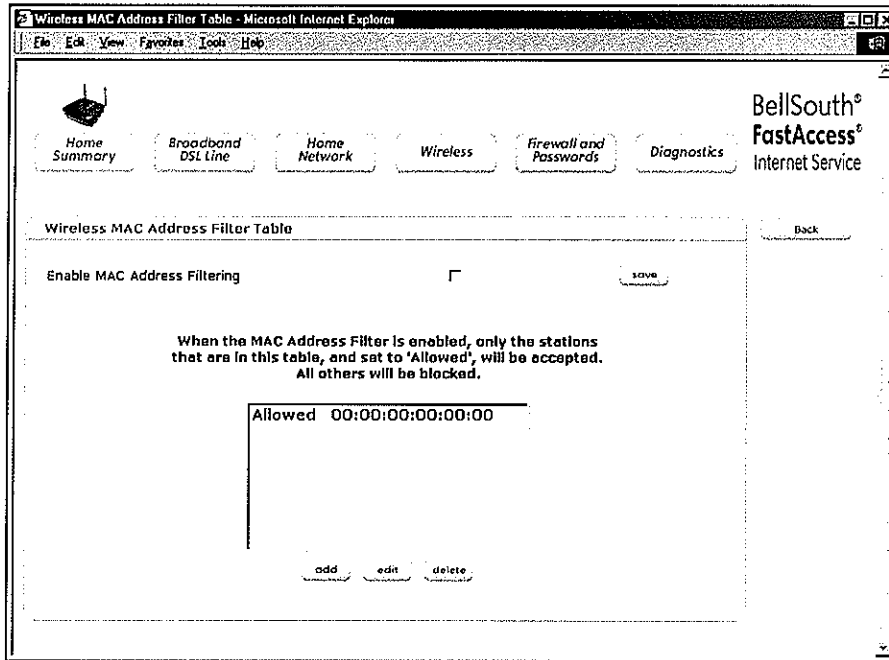 Wireless MAC Address Filter Table - Microsoft Internet Explorer
File Edit View Favorites Tools Help
BellSouth®
FastAccess®
Internet Service
Home Summary
Broadband DSL Line
Home Network
Wireless
Firewall and Passwords
Diagnostics
Wireless MAC Address Filter Table
Back
Enable MAC Address Filtering
save
When the MAC Address Filter is enabled, only the stations
that are in this table, and set to 'Allowed', will be accepted.
All others will be blocked.
Allowed 00:00:00:00:00:00
add edit delete